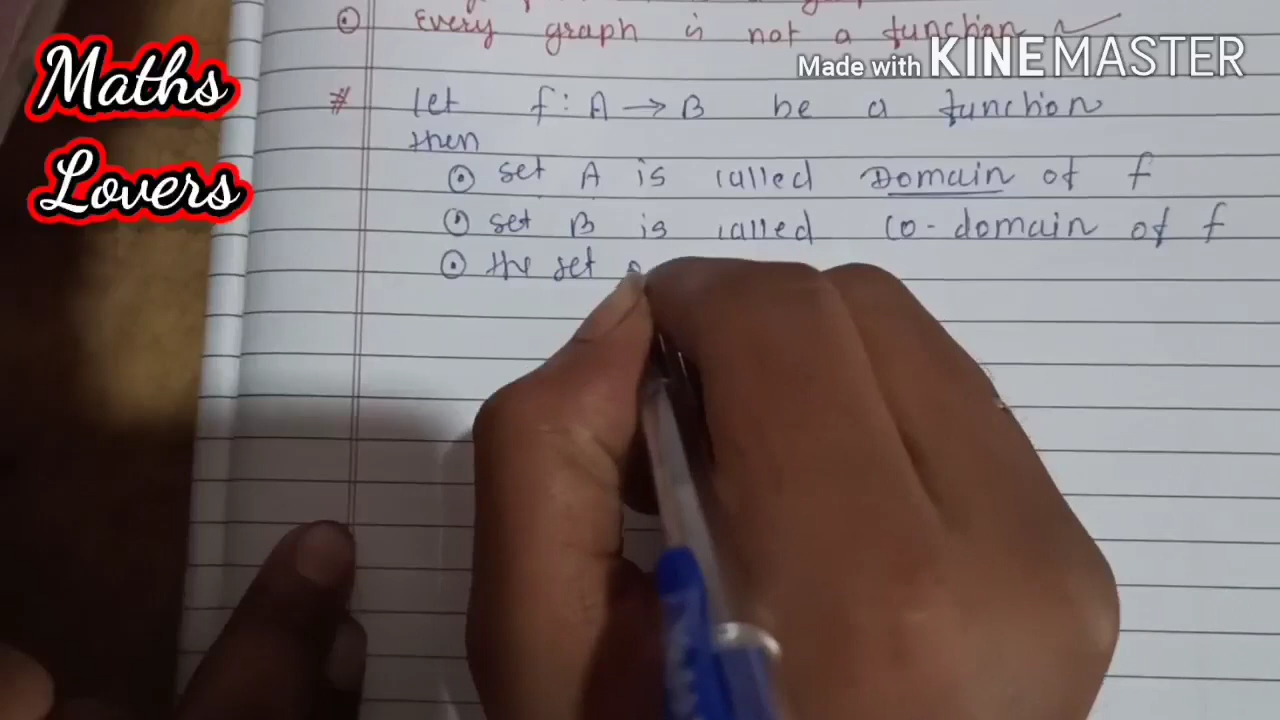 ⊙ Every graph is not a function
Made with KINEMASTER
Maths
Lovers
# let f: A → B be a function
then
⊙ set A is called Domain of f
⊙ set B is called co-domain of f
⊙ the set